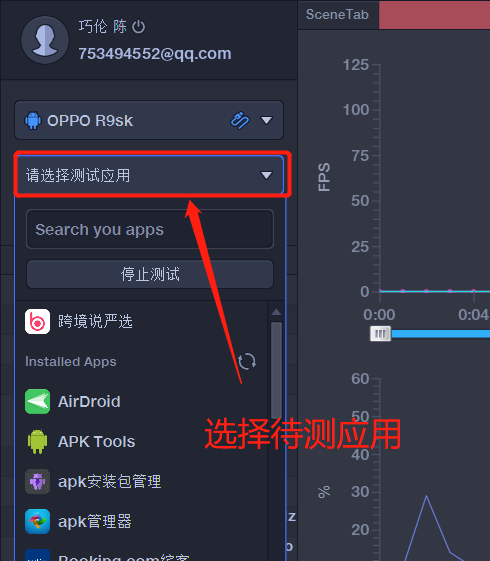 巧伦 陈
753494552@qq.com
OPPO R9sk
请选择测试应用
Search you apps
停止测试
跨境说严选
Installed Apps
AirDroid
APK Tools
apk安装包管理
apk管理器
Booking.com缤客
选择待测应用
z
SceneTab
FPS
125
100
75
50
25
0
0:00
0:04
%
60
50
40
30
20